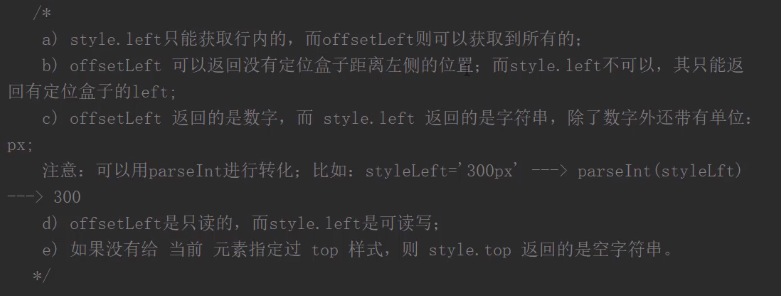 /*
a) style.left只能获取行内的，而offsetLeft则可以获取到所有的；
b) offsetLeft 可以返回没有定位盒子距离左侧的位置；而style.left不可以，其只能返
回有定位盒子的left；
c) offsetLeft 返回的是数字，而 style.left 返回的是字符串，除了数字外还带有单位：
px；
注意：可以用parseInt进行转化；比如：styleLeft='300px' ---> parseInt(styleLft)
---> 300
d) offsetLeft是只读的，而style.left是可读写；
e) 如果没有给 当前 元素指定过 top 样式，则 style.top 返回的是空字符串。
*/